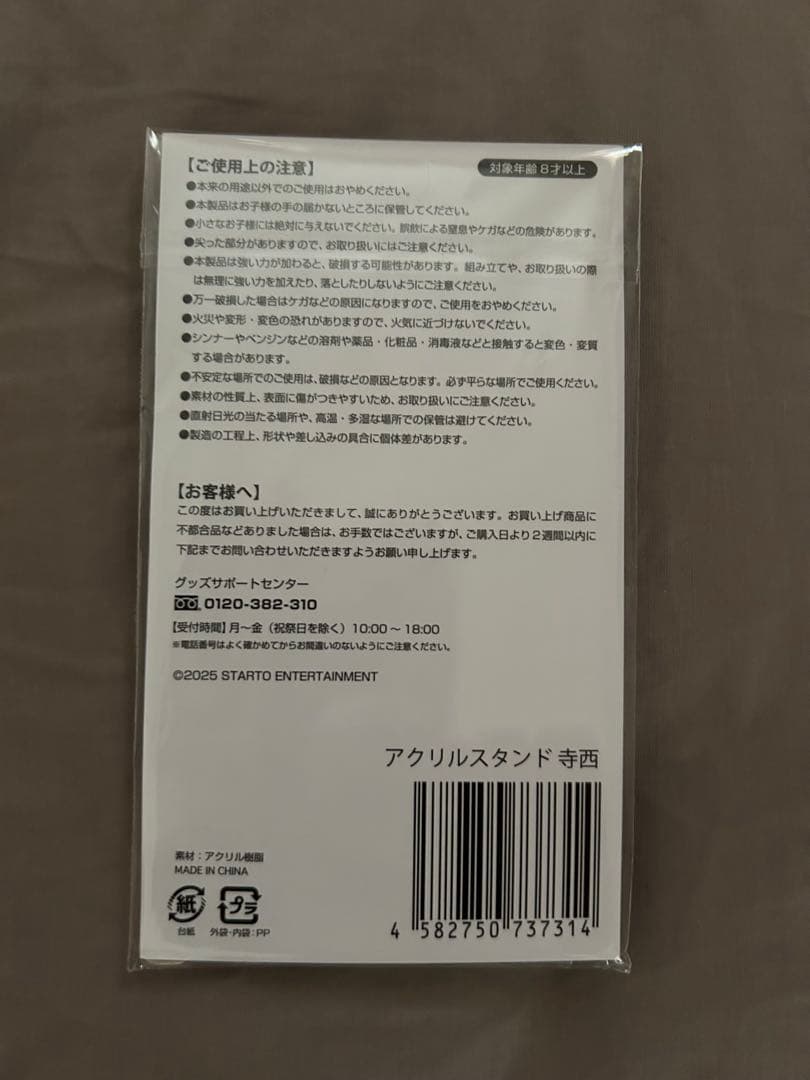 【ご使用上の注意】
対象年齢 8才以上
●本来の用途以外でのご使用はおやめください。
●本製品はお子様の手の届かないところに保管してください。
●小さなお子様には絶対に与えないでください。誤飲による窒息やケガなどの危険があります。
●尖った部分がありますので、お取り扱いにはご注意ください。
●本製品は強い力が加わると、破損する可能性があります。組み立てや、お取り扱いの際
は無理に強い力を加えたり、落としたりしないようにご注意ください。
●万一破損した場合はケガなどの原因になりますので、ご使用をおやめください。
●火災や変形・変色の恐れがありますので、火気に近づけないでください。
●シンナーやベンジンなどの溶剤や薬品・化粧品・消毒液などと接触すると変色・変質
する場合があります。
●不安定な場所でのご使用は、破損などの原因となります。必ず平らな場所でご使用ください。
●素材の性質上、表面に傷がつきやすいため、お取り扱いにご注意ください。
●直射日光の当たる場所や、高温・多湿な場所での保管は避けてください。
●製造の工程上、形状や差し込みの具合に個体差があります。
【お客様へ】
この度はお買い上げいただきまして、誠にありがとうございます。お買い上げ商品に
不都合品などありました場合は、お手数ではございますが、ご購入日より2週間以内に
下記までお問い合わせいただきますようお願い申し上げます。
グッズサポートセンター
0120-382-310
【受付時間】月〜金（祝祭日を除く）10:00〜18:00
※電話番号はよく確かめてからお間違いのないようにご注意ください。
©2025 STARTO ENTERTAINMENT
アクリルスタンド 寺西
素材：アクリル樹脂
MADE IN CHINA
紙
プラ
台紙
外袋・内袋：PP
4 582750 737314